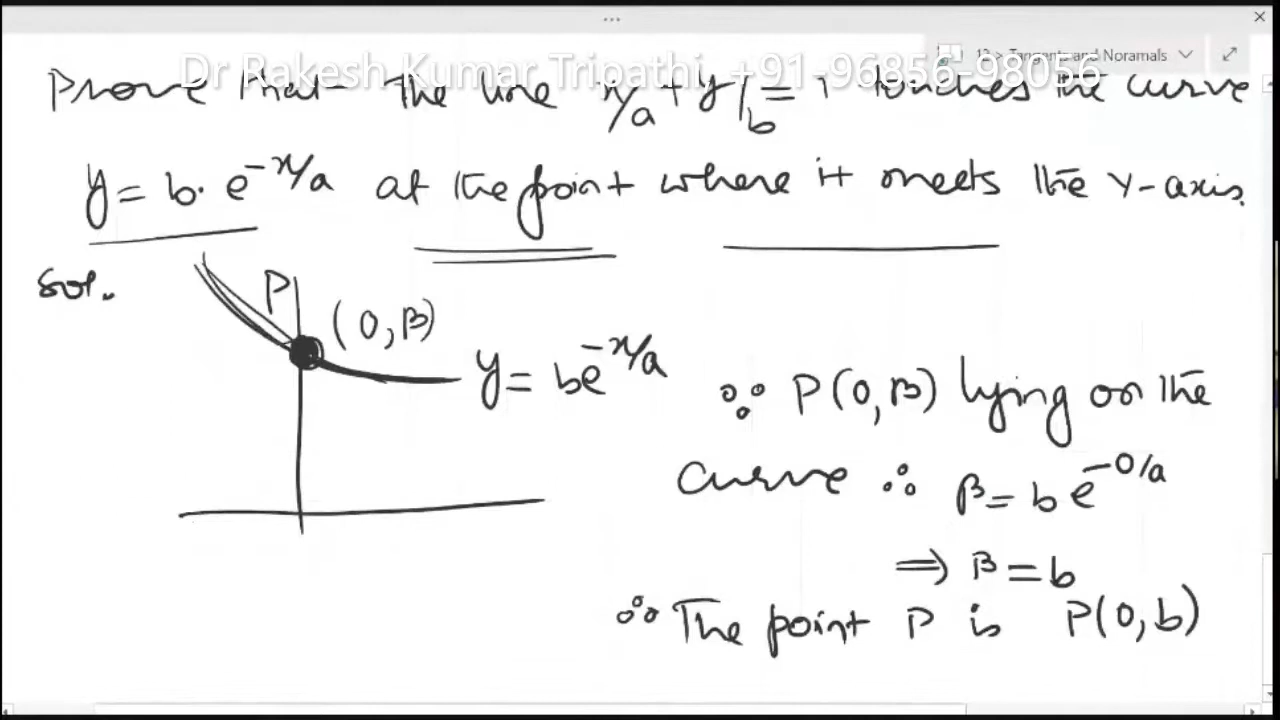 ...
Dr Rakesh Kumar Tripathi, +91-96856-98056
12 > Tangents and Noramals
Prove that the line x/a + y/b = 1 touches the curve
y = b. e^{-x/a} at the point where it meets the Y-axis.
Sol.
P
(0, β)
y = be^{-x/a}
∵ P(0, β) lying on the
curve ∴ β = b e^{-0/a}
⇒ β = b
∴ The point P is P(0, b)